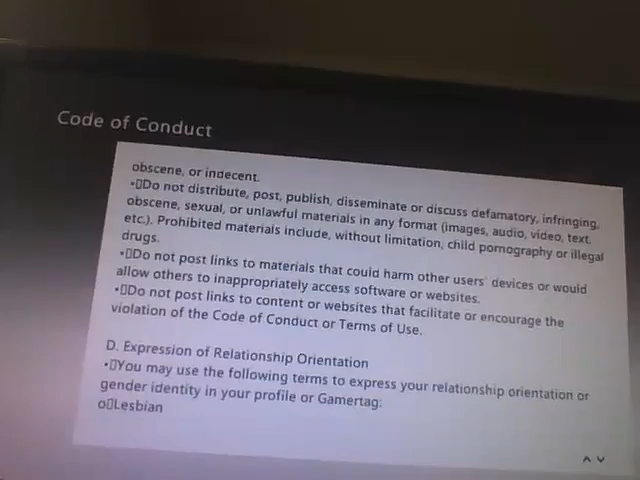 Code of Conduct
obscene, or indecent.
•▯Do not distribute, post, publish, disseminate or discuss defamatory, infringing,
obscene, sexual, or unlawful materials in any format (images, audio, video, text,
etc.). Prohibited materials include, without limitation, child pornography or illegal
drugs.
•▯Do not post links to materials that could harm other users' devices or would
allow others to inappropriately access software or websites.
•▯Do not post links to content or websites that facilitate or encourage the
violation of the Code of Conduct or Terms of Use.
D. Expression of Relationship Orientation
•▯You may use the following terms to express your relationship orientation or
gender identity in your profile or Gamertag:
o▯Lesbian